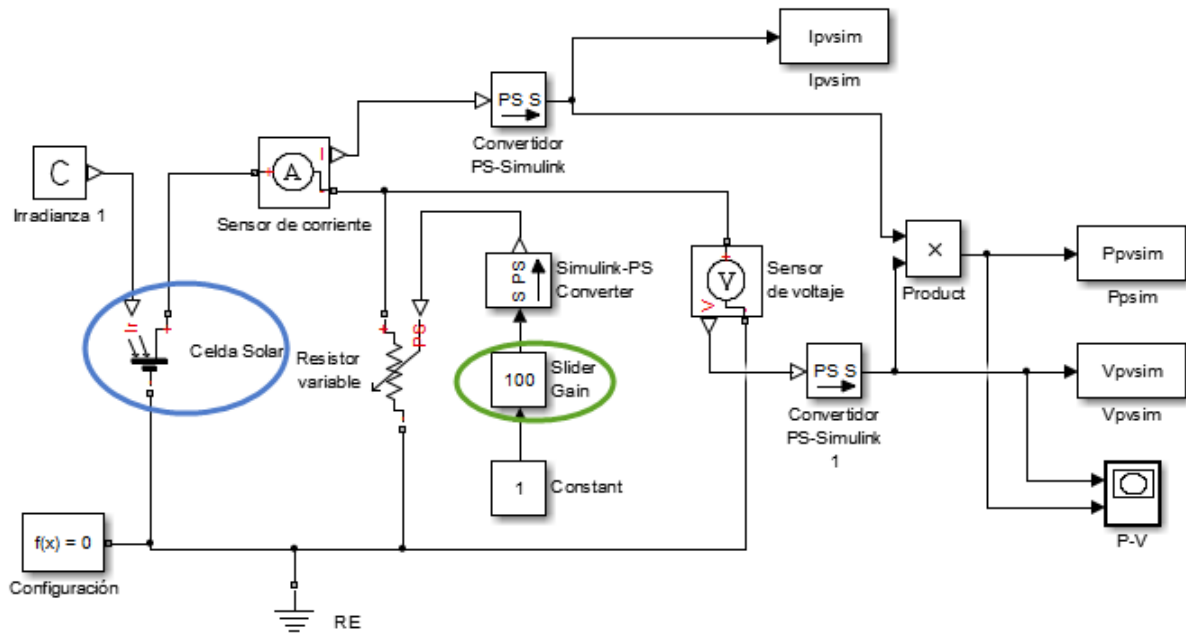 Ipvsim
Ipvsim
PS S
Convertidor
PS-Simulink
C
Irradianza 1
I
+
A
-
Sensor de corriente
Ir
+
Celda Solar
Resistor
variable
+
PS
S PS
Simulink-PS
Converter
100
Slider
Gain
1
Constant
+
V
-
V
Sensor
de voltaje
PS S
Convertidor
PS-Simulink
1
×
Product
Ppvsim
Ppsim
Vpvsim
Vpvsim
P-V
f(x) = 0
Configuración
RE